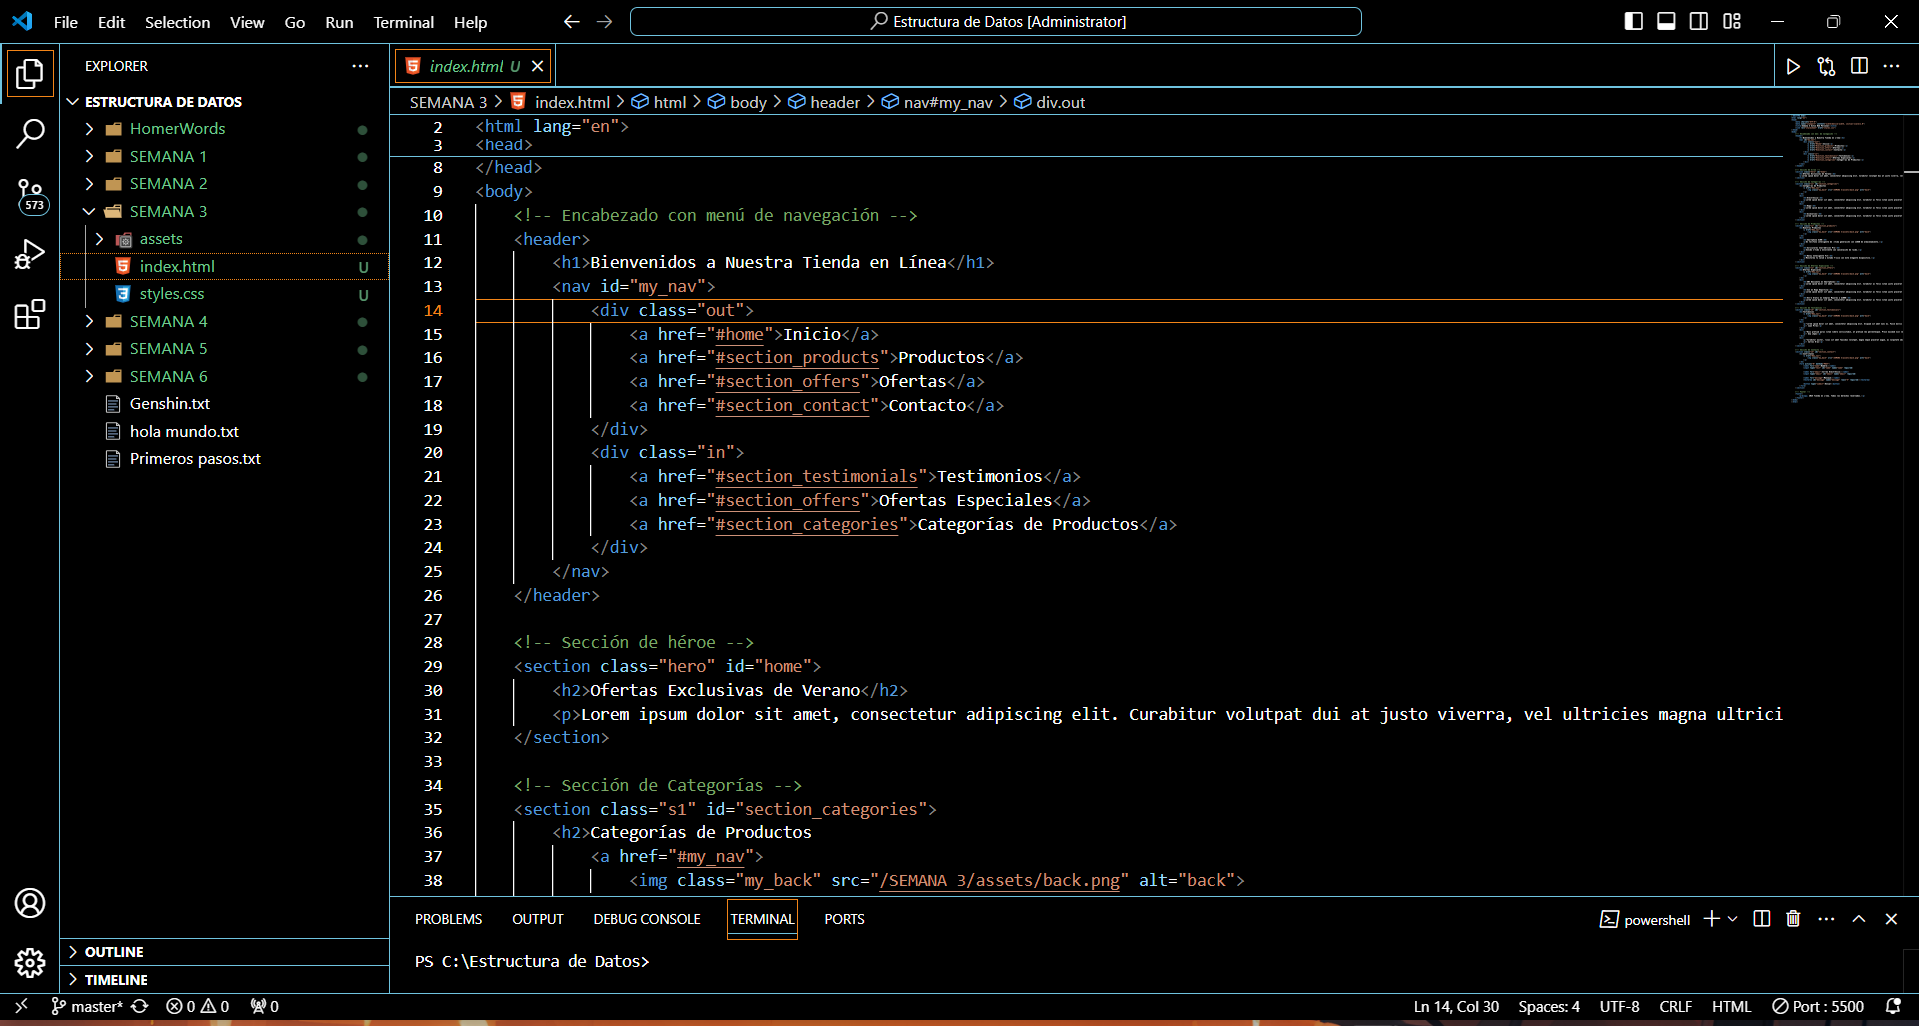 File Edit Selection View Go Run Terminal Help
Estructura de Datos [Administrator]
EXPLORER
ESTRUCTURA DE DATOS
HomerWords
SEMANA 1
SEMANA 2
573
SEMANA 3
assets
index.html U
styles.css U
SEMANA 4
SEMANA 5
SEMANA 6
Genshin.txt
hola mundo.txt
Primeros pasos.txt
OUTLINE
TIMELINE
index.html U
SEMANA 3 > index.html > html > body > header > nav#my_nav > div.out
2 <html lang="en">
3 <head>
8 </head>
9 <body>
10 <!-- Encabezado con menú de navegación -->
11 <header>
12 <h1>Bienvenidos a Nuestra Tienda en Línea</h1>
13 <nav id="my_nav">
14 <div class="out">
15 <a href="#home">Inicio</a>
16 <a href="#section_products">Productos</a>
17 <a href="#section_offers">Ofertas</a>
18 <a href="#section_contact">Contacto</a>
19 </div>
20 <div class="in">
21 <a href="#section_testimonials">Testimonios</a>
22 <a href="#section_offers">Ofertas Especiales</a>
23 <a href="#section_categories">Categorías de Productos</a>
24 </div>
25 </nav>
26 </header>
27
28 <!-- Sección de héroe -->
29 <section class="hero" id="home">
30 <h2>Ofertas Exclusivas de Verano</h2>
31 <p>Lorem ipsum dolor sit amet, consectetur adipiscing elit. Curabitur volutpat dui at justo viverra, vel ultricies magna ultrici
32 </section>
33
34 <!-- Sección de Categorías -->
35 <section class="s1" id="section_categories">
36 <h2>Categorías de Productos
37 <a href="#my_nav">
38 <img class="my_back" src="/SEMANA 3/assets/back.png" alt="back">
PROBLEMS OUTPUT DEBUG CONSOLE TERMINAL PORTS
powershell
PS C:\Estructura de Datos>
master* 0 0 0
Ln 14, Col 30 Spaces: 4 UTF-8 CRLF HTML Port : 5500